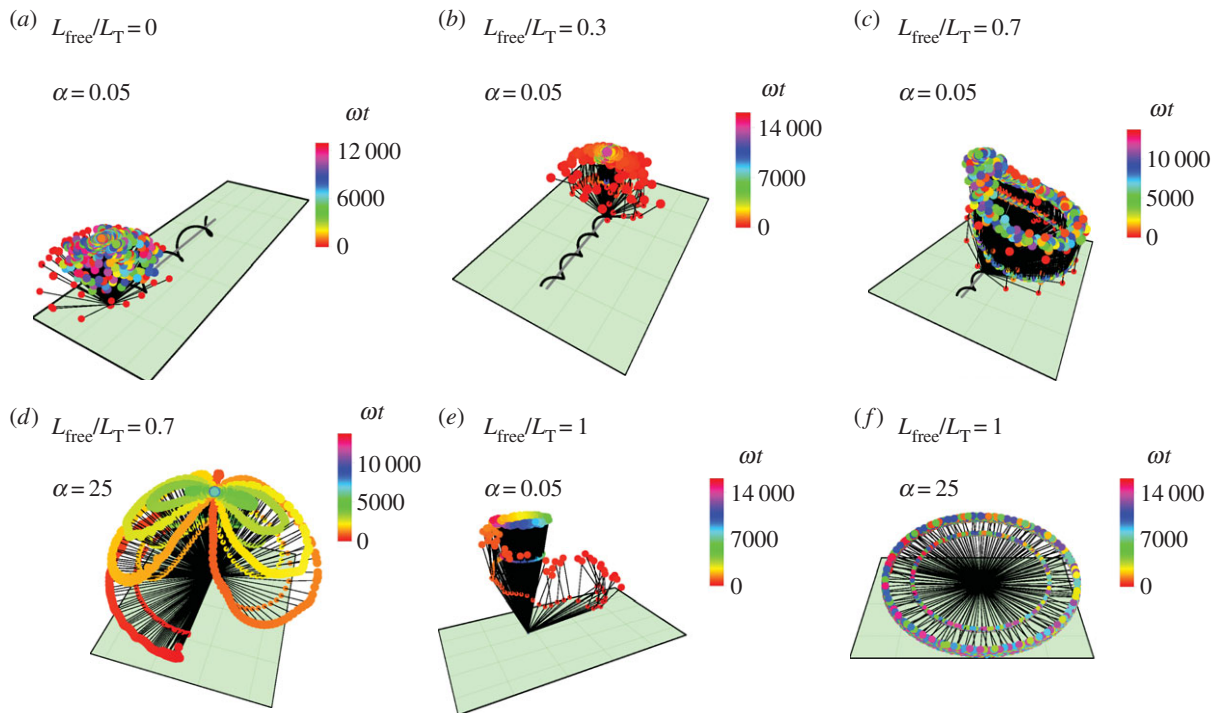 (a) L_free/L_T = 0
α = 0.05
ωt
12 000
6000
0
(b) L_free/L_T = 0.3
α = 0.05
ωt
14 000
7000
0
(c) L_free/L_T = 0.7
α = 0.05
ωt
10 000
5000
0
(d) L_free/L_T = 0.7
α = 25
ωt
10 000
5000
0
(e) L_free/L_T = 1
α = 0.05
ωt
14 000
7000
0
(f) L_free/L_T = 1
α = 25
ωt
14 000
7000
0